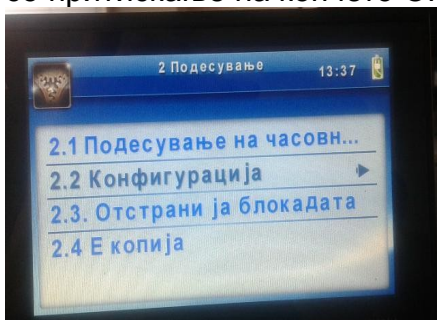 2 Подесување
13:37
2.1 Подесување на часовн...
2.2 Конфигурација
2.3. Отстрани ја блокадата
2.4 Е копија